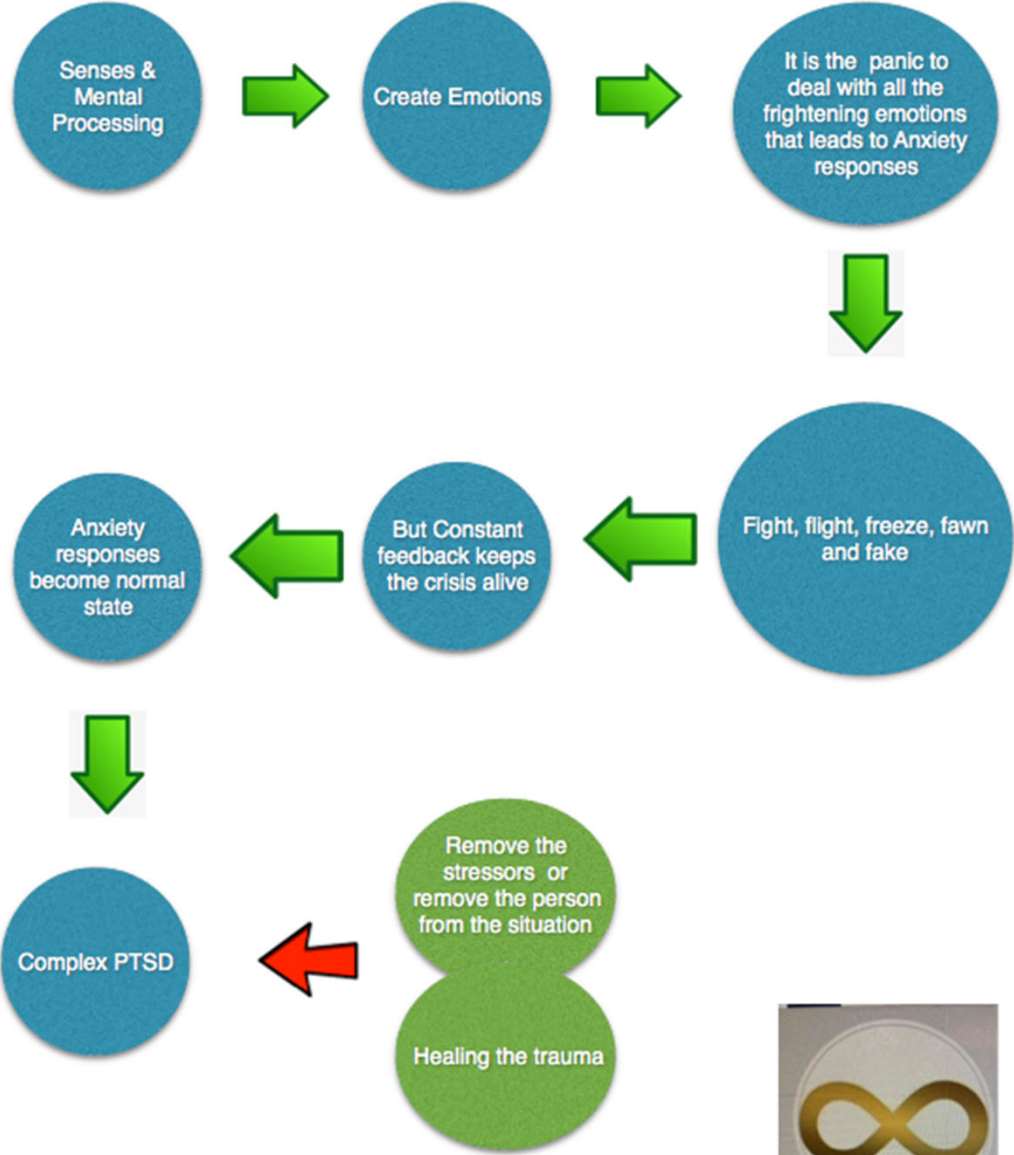 Senses &
Mental
Processing
Create Emotions
It is the  panic to
deal with all the
frightening emotions
that leads to Anxiety
responses
Fight, flight, freeze, fawn
and fake
But Constant
feedback keeps
the crisis alive
Anxiety
responses
become normal
state
Complex PTSD
Remove the
stressors  or
remove the person
from the situation
Healing the trauma